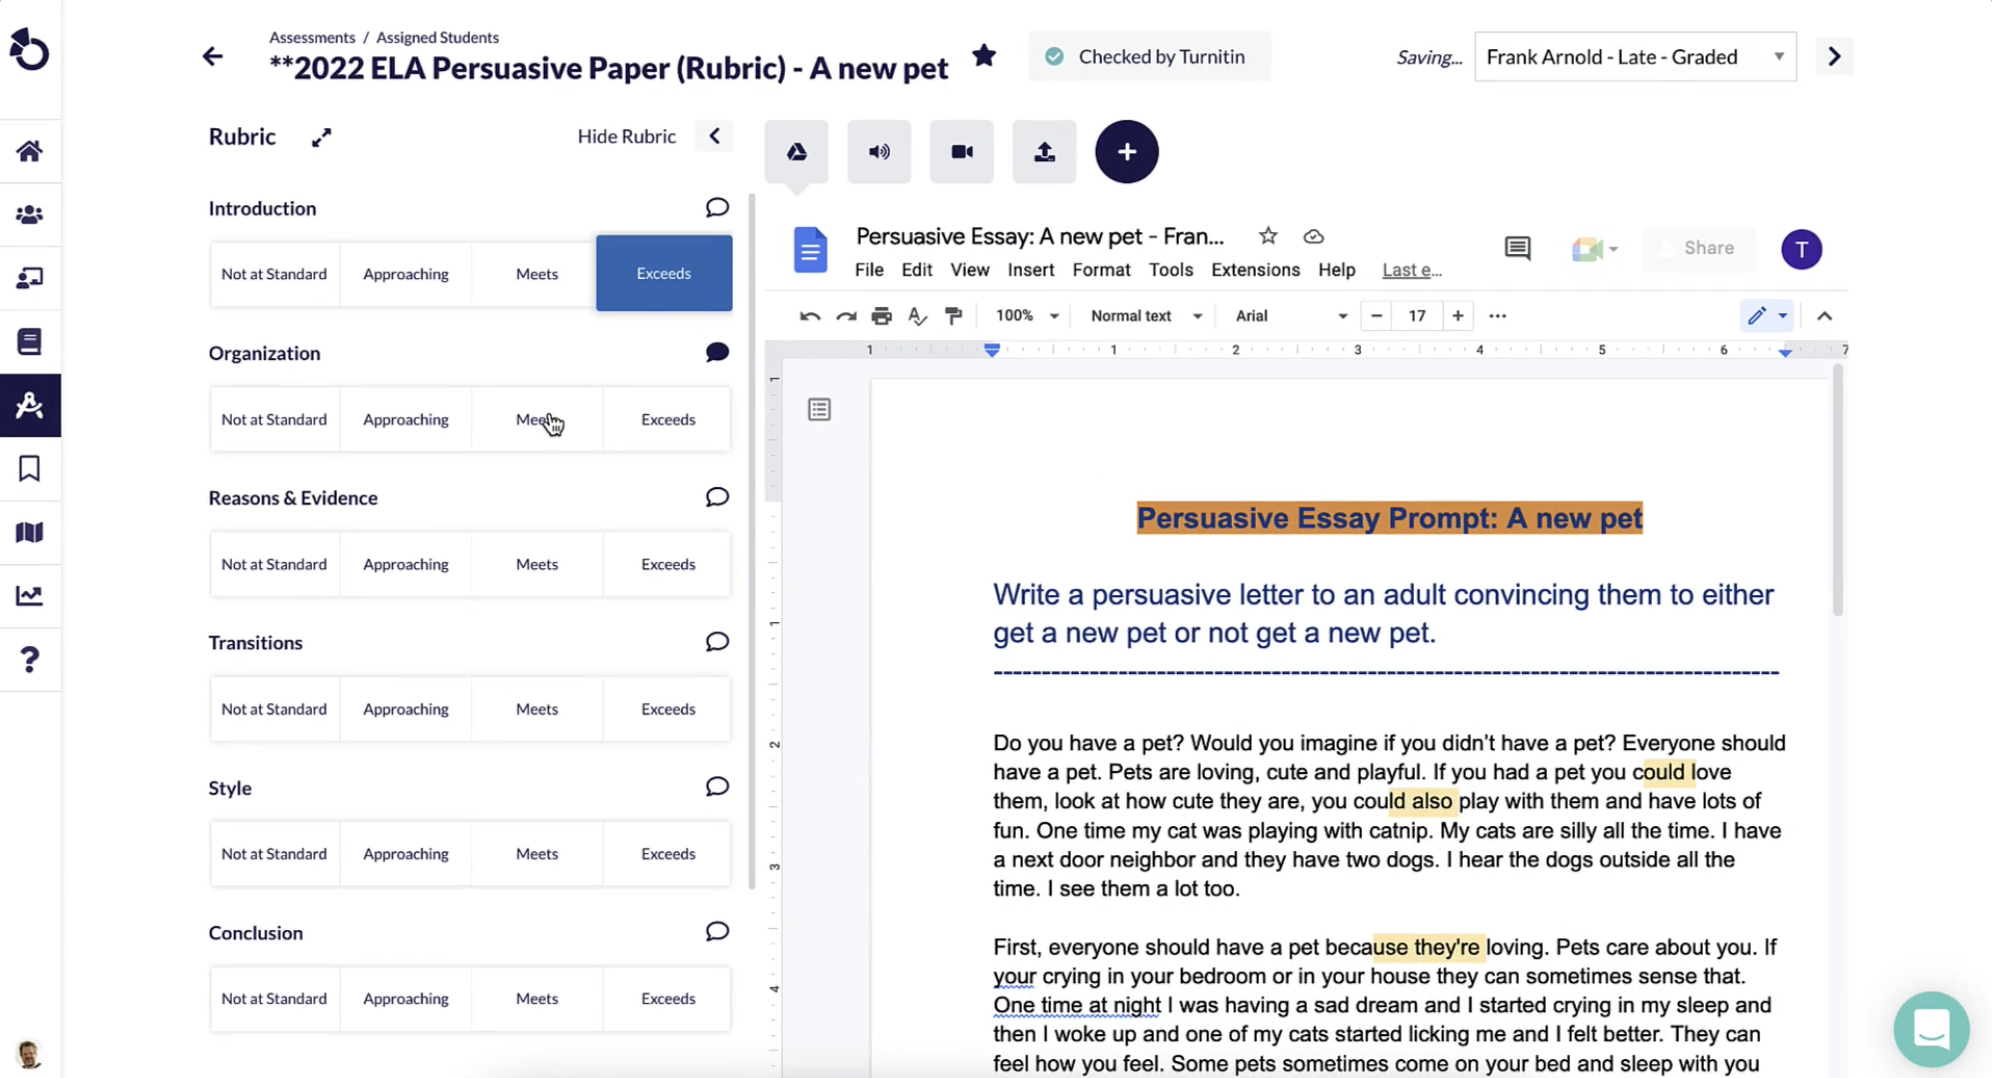 Assessments / Assigned Students
**2022 ELA Persuasive Paper (Rubric) - A new pet
Checked by Turnitin
Saving...
Frank Arnold - Late - Graded
Rubric
Hide Rubric
Introduction
Not at Standard Approaching Meets Exceeds
Organization
Not at Standard Approaching Exceeds
Reasons & Evidence
Not at Standard Approaching Meets Exceeds
Transitions
Not at Standard Approaching Meets Exceeds
Style
Not at Standard Approaching Meets Exceeds
Conclusion
Not at Standard Approaching Meets Exceeds
Persuasive Essay: A new pet - Fran...
Share
T
File Edit View Insert Format Tools Extensions Help Last e...
100% Normal text Arial 17
1 1 2 3 4 5 6 7
1
1
2
3
4
Persuasive Essay Prompt: A new pet
Write a persuasive letter to an adult convincing them to either
get a new pet or not get a new pet.
Do you have a pet? Would you imagine if you didn't have a pet? Everyone should
have a pet. Pets are loving, cute and playful. If you had a pet you could love
them, look at how cute they are, you could also play with them and have lots of
fun. One time my cat was playing with catnip. My cats are silly all the time. I have
a next door neighbor and they have two dogs. I hear the dogs outside all the
time. I see them a lot too.
First, everyone should have a pet because they're loving. Pets care about you. If
your crying in your bedroom or in your house they can sometimes sense that.
One time at night I was having a sad dream and I started crying in my sleep and
then I woke up and one of my cats started licking me and I felt better. They can
feel how you feel. Some pets sometimes come on your bed and sleep with you